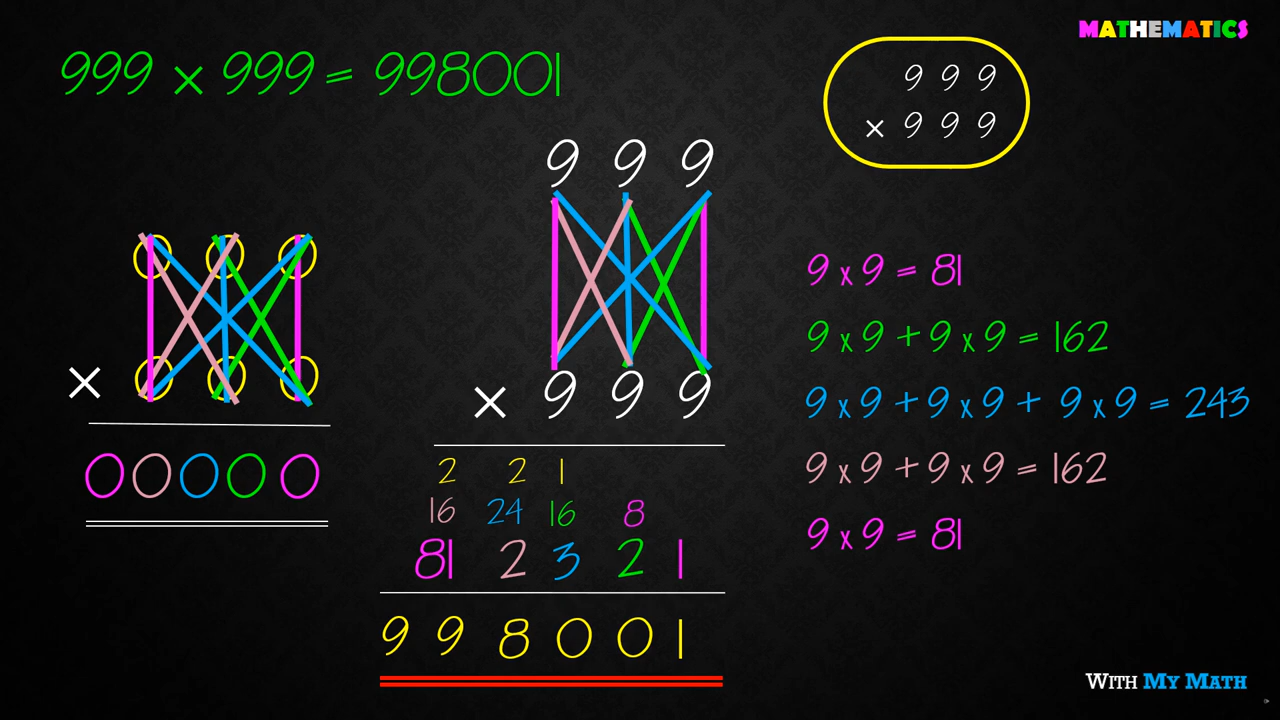 MATHEMATICS
999 × 999 = 998001
9 9 9
× 9 9 9
9 9 9
× 9 9 9
2 2 1
16 24 16 8
81 2 3 2 1
9 9 8 0 0 1
×
0 0 0 0 0
9 x 9 = 81
9 x 9 + 9 x 9 = 162
9 x 9 + 9 x 9 + 9 x 9 = 243
9 x 9 + 9 x 9 = 162
9 x 9 = 81
WITH MY MATH